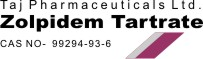 Taj Pharmaceuticals Ltd.
Zolpidem Tartrate
CAS NO- 99294-93-6